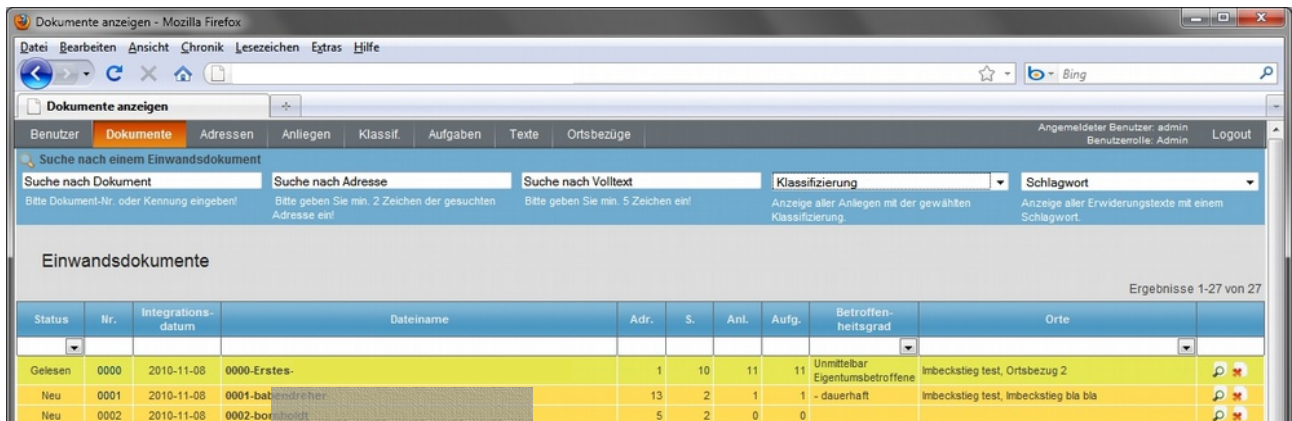 Dokumente anzeigen - Mozilla Firefox
Datei Bearbeiten Ansicht Chronik Lesezeichen Extras Hilfe
Bing
Dokumente anzeigen
Benutzer Dokumente Adressen Anliegen Klassif. Aufgaben Texte Ortsbezüge Angemeldeter Benutzer: admin Logout
Benutzerrolle: Admin
Suche nach einem Einwandsdokument
Suche nach Dokument Suche nach Adresse Suche nach Volltext Klassifizierung Schlagwort
Bitte Dokument-Nr. oder Kennung eingeben! Bitte geben Sie min. 2 Zeichen der gesuchten Bitte geben Sie min. 5 Zeichen ein! Anzeige aller Anliegen mit der gewählten Anzeige aller Erwiderungstexte mit einem
Adresse ein! Klassifizierung. Schlagwort.
Einwandsdokumente
Ergebnisse 1-27 von 27
Status Nr. Integrations- Dateiname Adr. S. Anl. Aufg. Betroffen- Orte
datum heitsgrad
Gelesen 0000 2010-11-08 0000-Erstes- 1 10 11 11 Unmittelbar Imbeckstieg test, Ortsbezug 2
Eigentumsbetroffene
Neu 0001 2010-11-08 0001-babendreher 13 2 1 1 - dauerhaft Imbeckstieg test, Imbeckstieg bla bla
Neu 0002 2010-11-08 0002-bornholdt 5 2 0 0